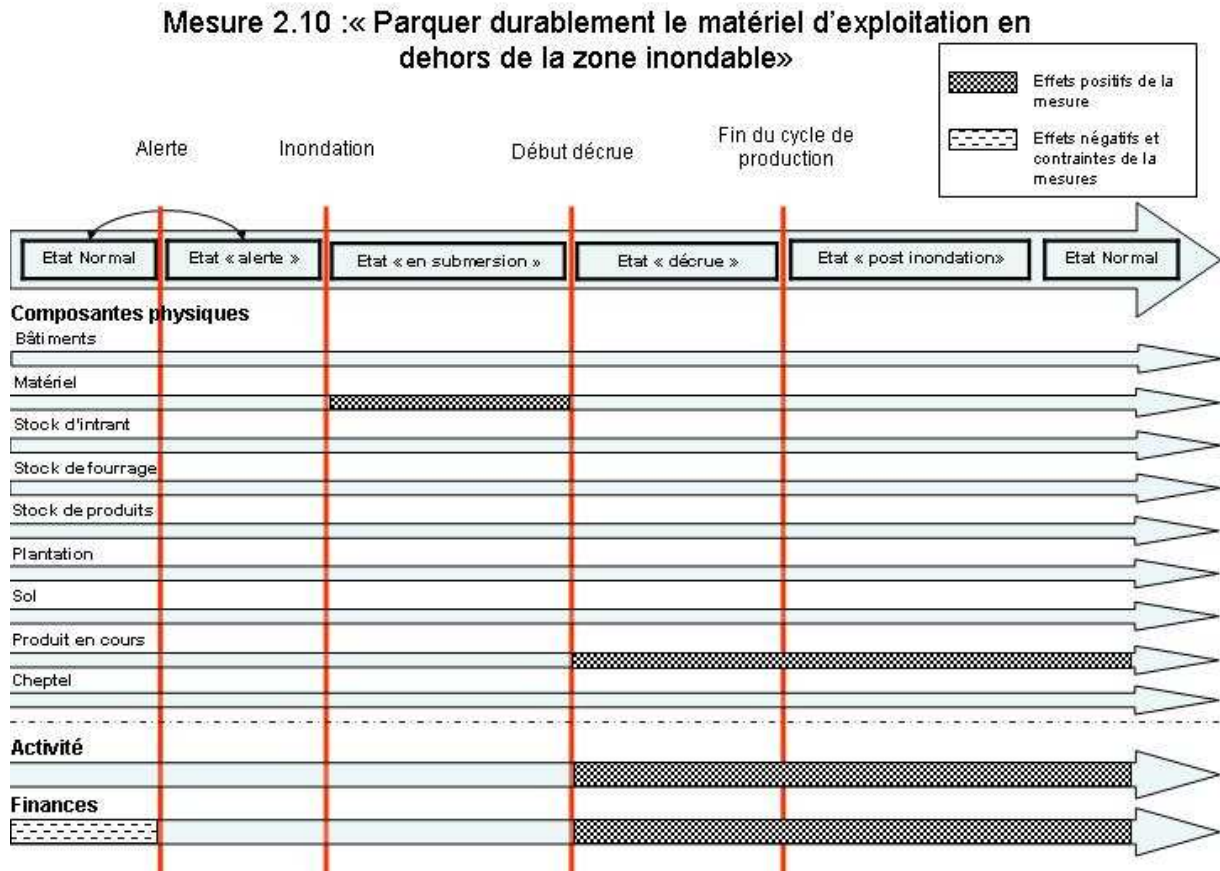 Mesure 2.10 :« Parquer durablement le matériel d'exploitation en
dehors de la zone inondable»
Effets positifs de la
mesure
Effets négatifs et
contraintes de la
mesures
Alerte
Inondation
Début décrue
Fin du cycle de
production
Etat Normal
Etat « alerte »
Etat « en submersion »
Etat « décrue »
Etat « post inondation»
Etat Normal
Composantes physiques
Bâtiments
Matériel
Stock d'intrant
Stock de fourrage
Stock de produits
Plantation
Sol
Produit en cours
Cheptel
Activité
Finances